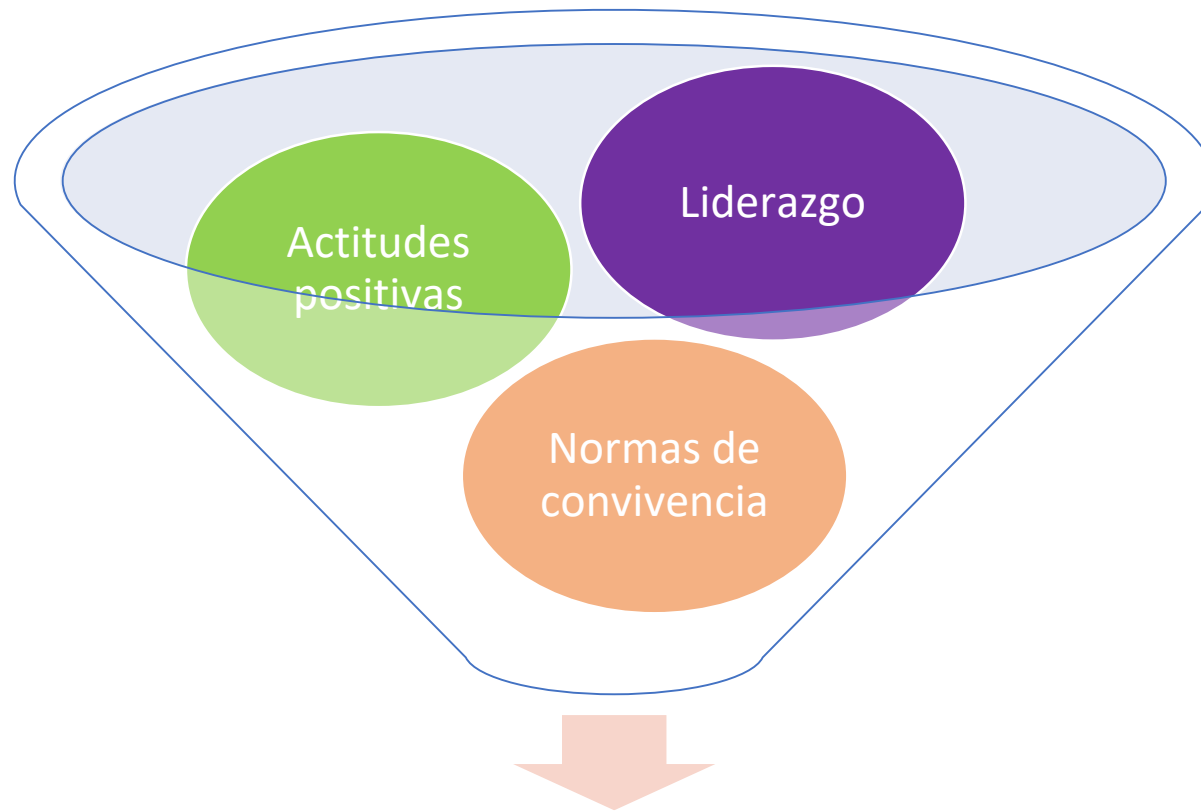 Liderazgo
Actitudes
positivas
Normas de
convivencia